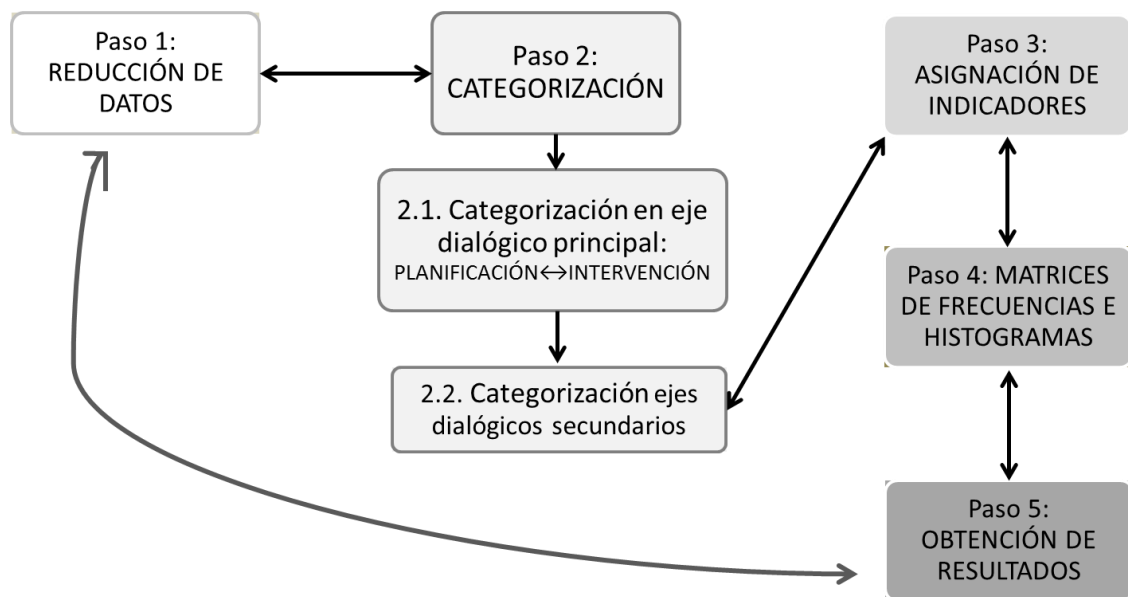 Paso 1:
REDUCCIÓN DE
DATOS
Paso 2:
CATEGORIZACIÓN
2.1. Categorización en eje
dialógico principal:
PLANIFICACIÓN↔INTERVENCIÓN
2.2. Categorización ejes
dialógicos secundarios
Paso 3:
ASIGNACIÓN DE
INDICADORES
Paso 4: MATRICES
DE FRECUENCIAS E
HISTOGRAMAS
Paso 5:
OBTENCIÓN DE
RESULTADOS